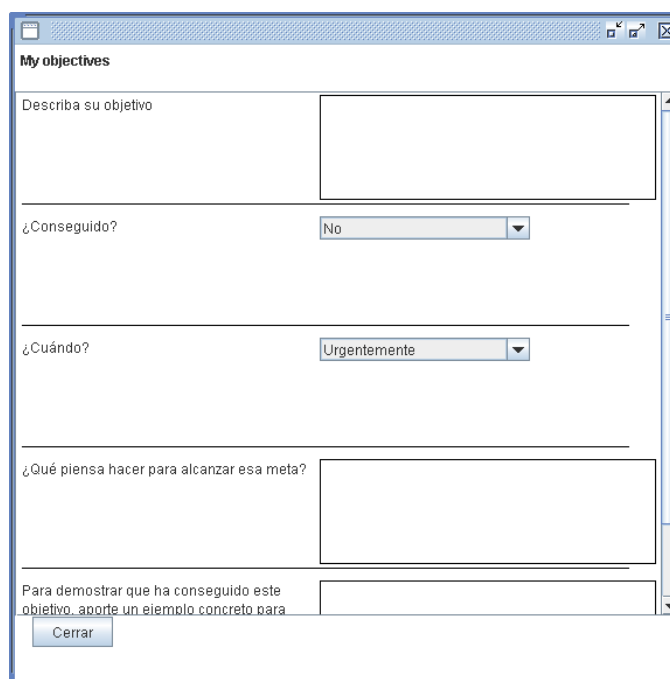 My objectives
Describa su objetivo
¿Conseguido?
No
¿Cuándo?
Urgentemente
¿Qué piensa hacer para alcanzar esa meta?
Para demostrar que ha conseguido este
objetivo, aporte un ejemplo concreto para
Cerrar